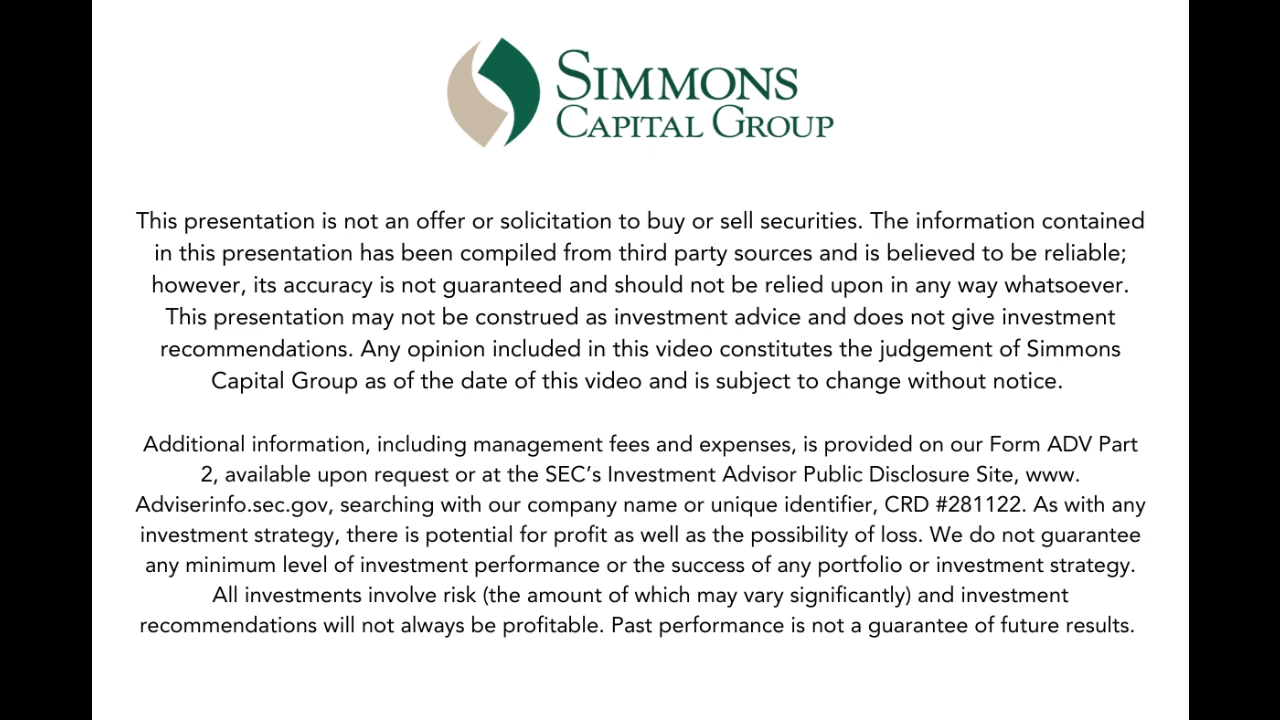 SIMMONS
CAPITAL GROUP
This presentation is not an offer or solicitation to buy or sell securities. The information contained
in this presentation has been compiled from third party sources and is believed to be reliable;
however, its accuracy is not guaranteed and should not be relied upon in any way whatsoever.
This presentation may not be construed as investment advice and does not give investment
recommendations. Any opinion included in this video constitutes the judgement of Simmons
Capital Group as of the date of this video and is subject to change without notice.
Additional information, including management fees and expenses, is provided on our Form ADV Part
2, available upon request or at the SEC’s Investment Advisor Public Disclosure Site, www.
Adviserinfo.sec.gov, searching with our company name or unique identifier, CRD #281122. As with any
investment strategy, there is potential for profit as well as the possibility of loss. We do not guarantee
any minimum level of investment performance or the success of any portfolio or investment strategy.
All investments involve risk (the amount of which may vary significantly) and investment
recommendations will not always be profitable. Past performance is not a guarantee of future results.